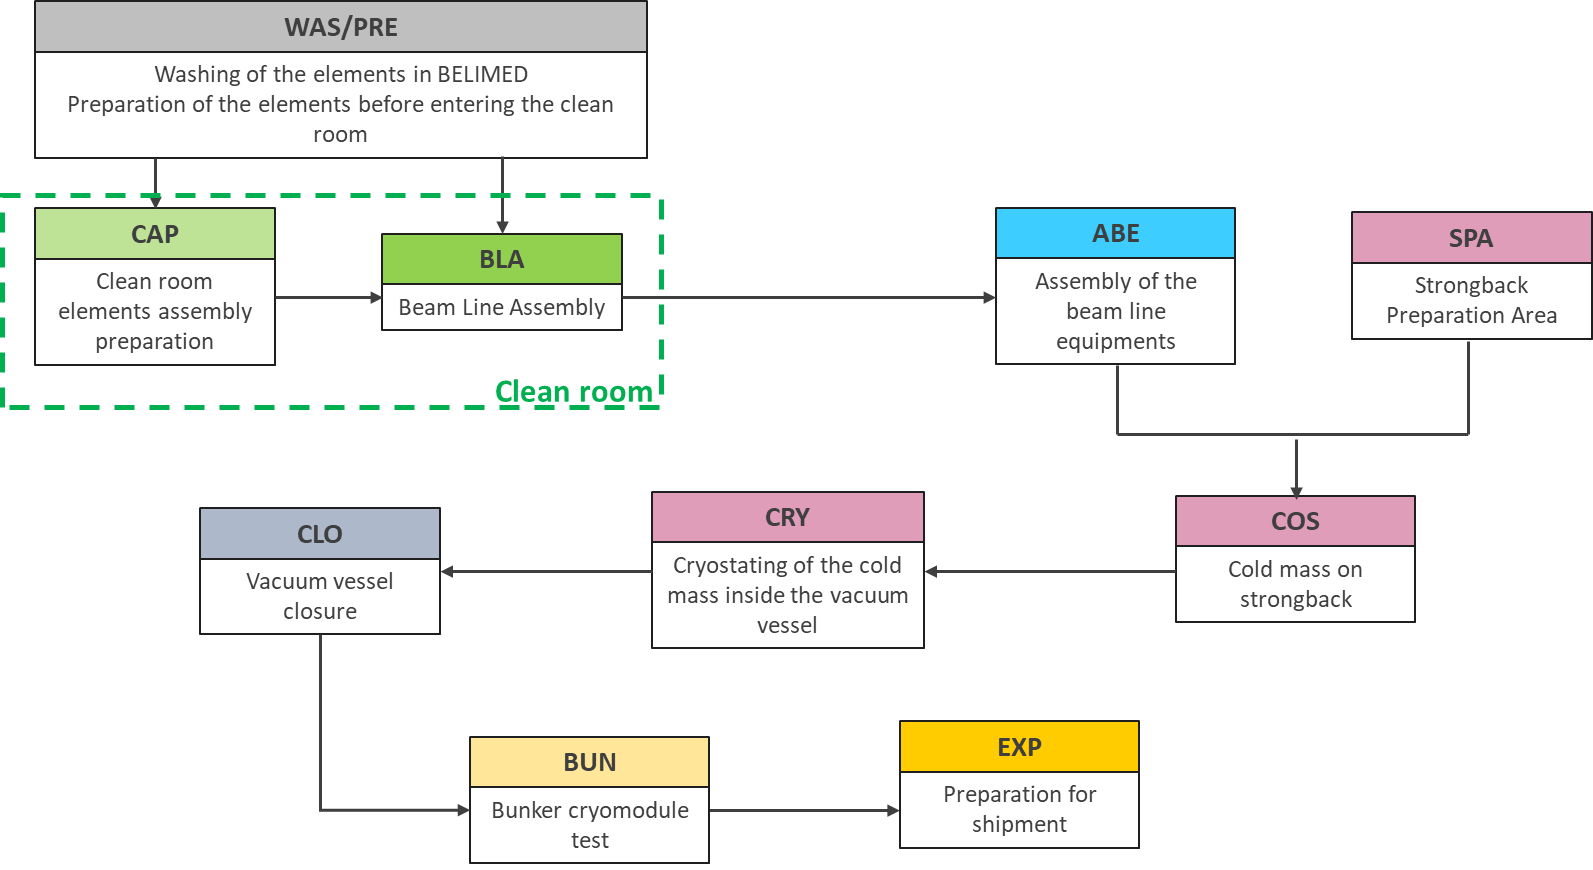 WAS/PRE
Washing of the elements in BELIMED
Preparation of the elements before entering the clean
room
CAP
Clean room
elements assembly
preparation
BLA
Beam Line Assembly
Clean room
ABE
Assembly of the
beam line
equipments
SPA
Strongback
Preparation Area
CLO
Vacuum vessel
closure
CRY
Cryostating of the cold
mass inside the vacuum
vessel
COS
Cold mass on
strongback
BUN
Bunker cryomodule
test
EXP
Preparation for
shipment